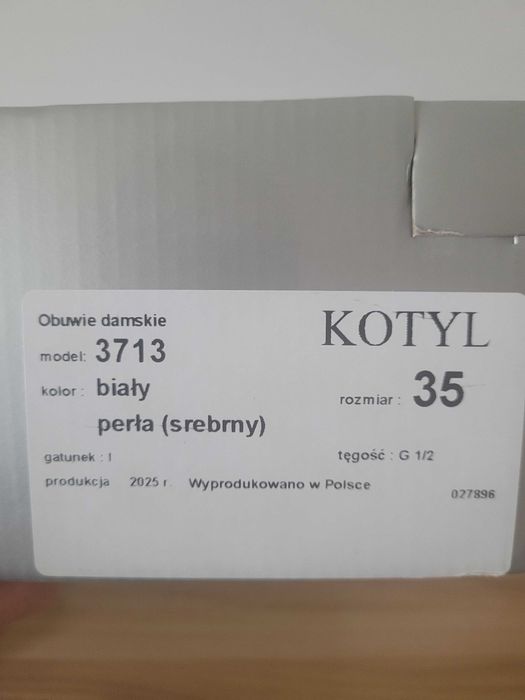 Obuwie damskie
KOTYL
model: 3713
kolor : biały
rozmiar : 35
perła (srebrny)
gatunek : I
tęgość : G 1/2
produkcja 2025 r. Wyprodukowano w Polsce
027896